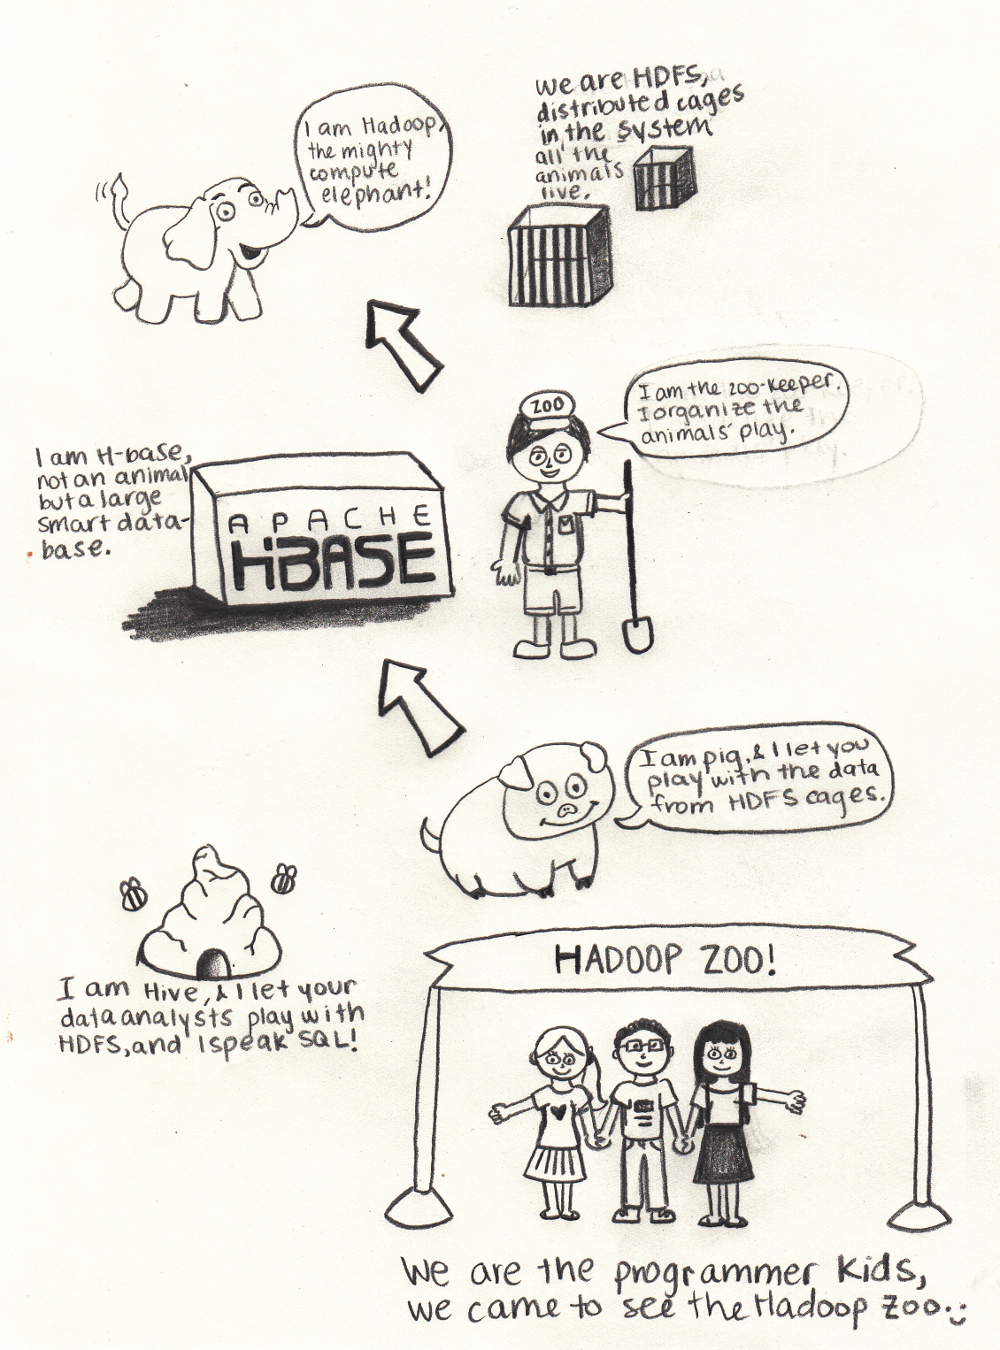 I am Hadoop,
the mighty
compute
elephant!
we are HDFS,
distributed cages
in the system
all the
animals
live.
I am the zoo-keeper.
I organize the
animals' play.
ZOO
I am H-base,
not an animal
but a large
smart data-
base.
APACHE
HBASE
I am pig, & I let you
play with the data
from HDFS cages.
I am Hive, & I let your
data analysts play with
HDFS, and I speak SQL!
HADOOP ZOO!
We are the programmer Kids,
we came to see the Hadoop Zoo.:)